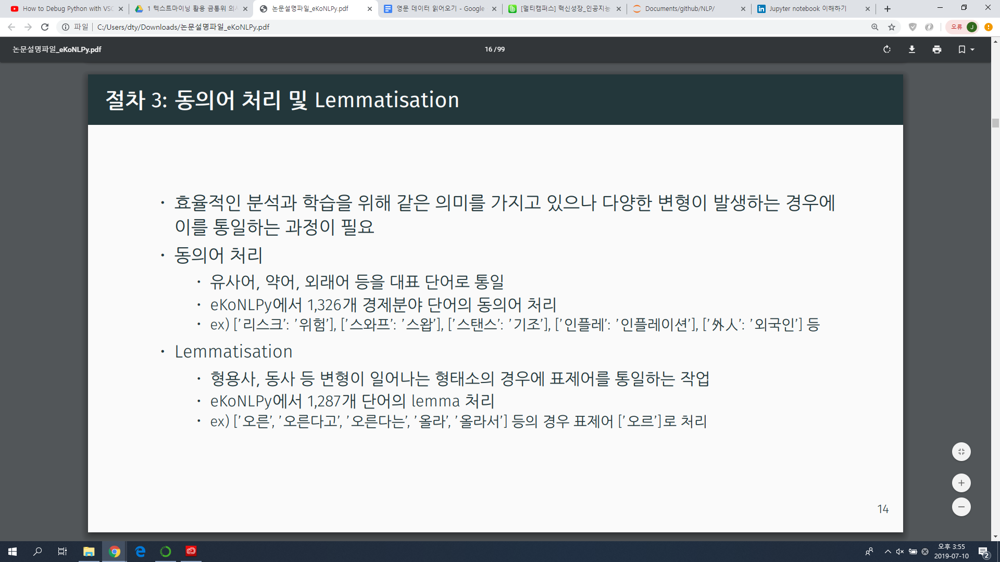 How to Debug Python with VSC
1 텍스트마이닝 활용 금통위 의사
논문설명파일_eKoNLPy.pdf
영문 데이터 읽어오기 - Google
[멀티캠퍼스] 혁신성장_인공지능
Documents/github/NLP/
Jupyter notebook 이해하기
파일
C:/Users/dty/Downloads/논문설명파일_eKoNLPy.pdf
오류
J
논문설명파일_eKoNLPy.pdf
16 / 99
절차 3: 동의어 처리 및 Lemmatisation
• 효율적인 분석과 학습을 위해 같은 의미를 가지고 있으나 다양한 변형이 발생하는 경우에
이를 통일하는 과정이 필요
• 동의어 처리
• 유사어, 약어, 외래어 등을 대표 단어로 통일
• eKoNLPy에서 1,326개 경제분야 단어의 동의어 처리
• ex) ['리스크': '위험'], ['스와프': '스왑'], ['스탠스': '기조'], ['인플레': '인플레이션'], ['外人': '외국인'] 등
• Lemmatisation
• 형용사, 동사 등 변형이 일어나는 형태소의 경우에 표제어를 통일하는 작업
• eKoNLPy에서 1,287개 단어의 lemma 처리
• ex) ['오른', '오른다고', '오른다는', '올라', '올라서'] 등의 경우 표제어 ['오르']로 처리
14
오후 3:55
2019-07-10
2